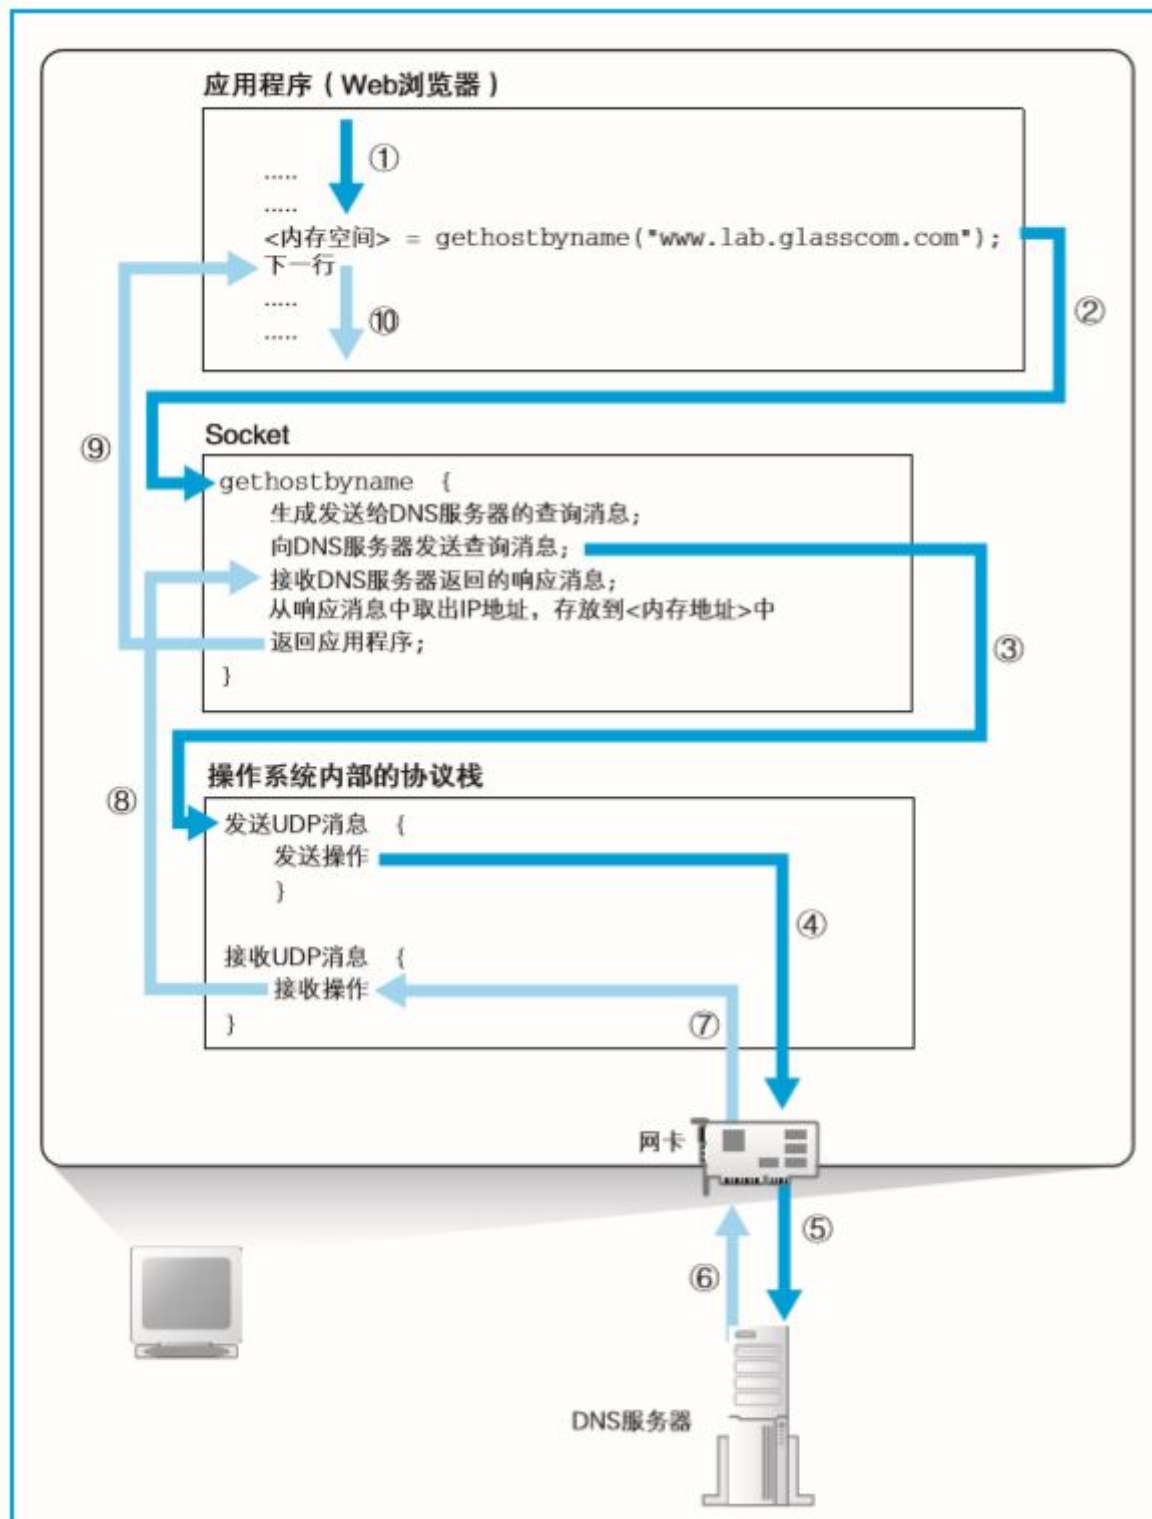 应用程序（Web浏览器）
①
.....
.....
<内存空间> = gethostbyname("www.lab.glasscom.com");
下一行
②
.....
⑩
.....
⑨
Socket
gethostbyname {
生成发送给DNS服务器的查询消息；
向DNS服务器发送查询消息；
接收DNS服务器返回的响应消息；
从响应消息中取出IP地址，存放到<内存地址>中
返回应用程序；
③
}
操作系统内部的协议栈
⑧
发送UDP消息 {
发送操作
}
④
接收UDP消息 {
接收操作
⑦
}
网卡
⑤
⑥
DNS服务器